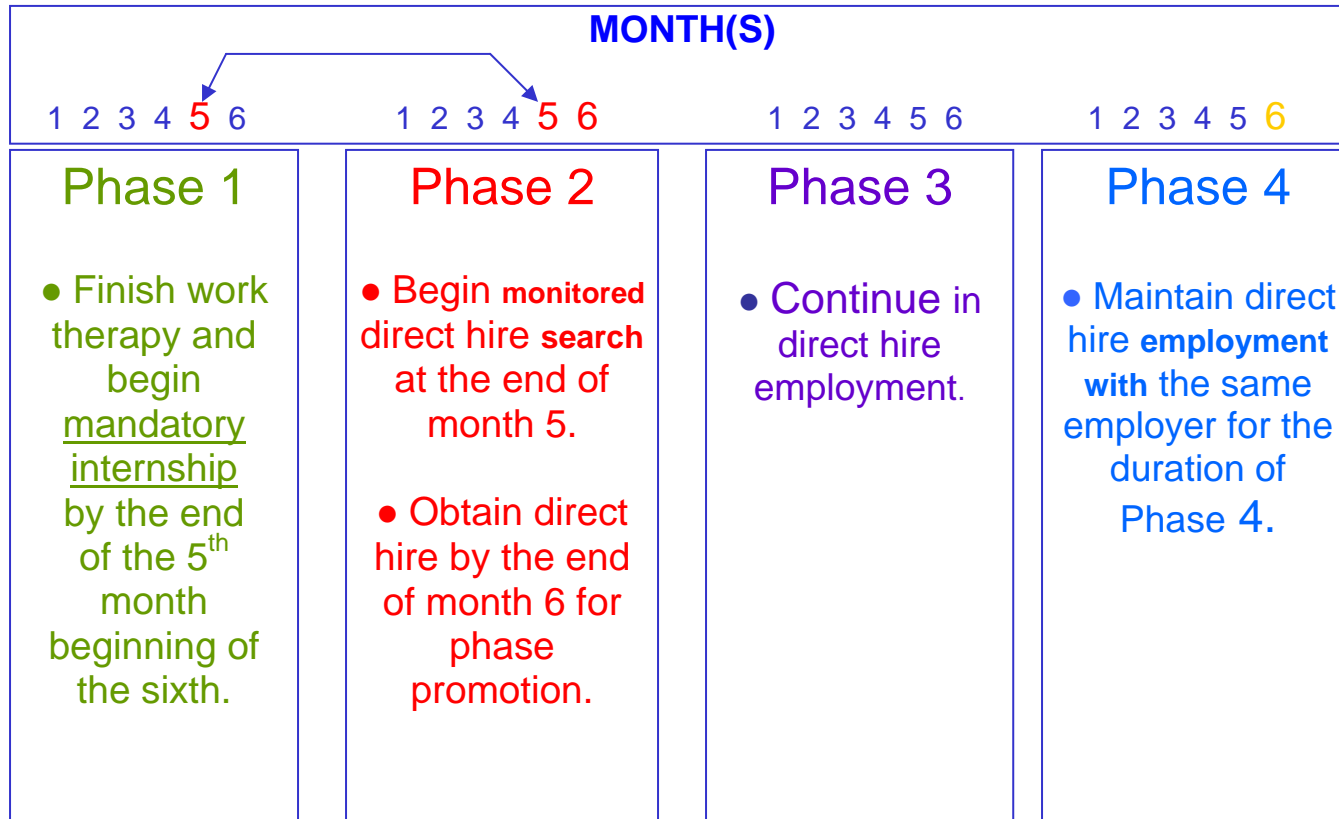 MONTH(S)
1 2 3 4 5 6
1 2 3 4 5 6
1 2 3 4 5 6
1 2 3 4 5 6
Phase 1
● Finish work
therapy and
begin
mandatory
internship
by the end
of the 5th
month
beginning of
the sixth.
Phase 2
● Begin monitored
direct hire search
at the end of
month 5.
● Obtain direct
hire by the end
of month 6 for
phase
promotion.
Phase 3
● Continue in
direct hire
employment.
Phase 4
● Maintain direct
hire employment
with the same
employer for the
duration of
Phase 4.